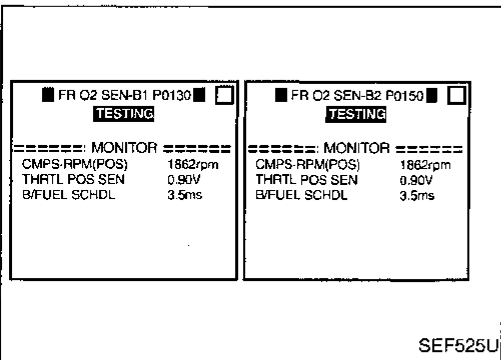 FR O2 SEN-B1 P0130
TESTING
======: MONITOR ======
CMPS-RPM(POS) 1862rpm
THRTL POS SEN 0.90V
B/FUEL SCHDL 3.5ms
FR O2 SEN-B2 P0150
TESTING
======: MONITOR ======
CMPS-RPM(POS) 1862rpm
THRTL POS SEN 0.90V
B/FUEL SCHDL 3.5ms
SEF525U